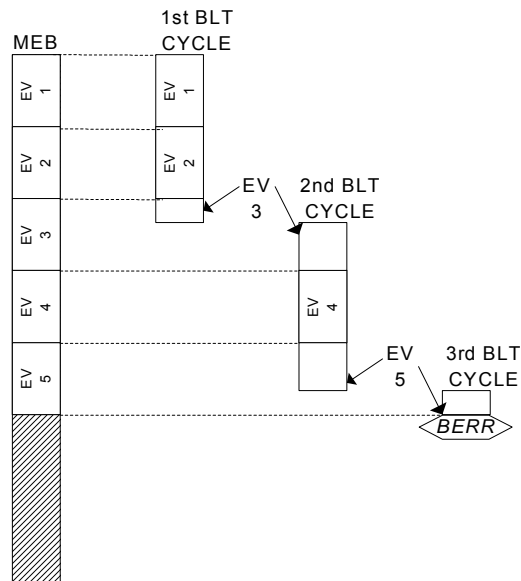 MEB
1st BLT
CYCLE
EV 1
EV 2
EV 3
EV 4
EV 5
EV 1
EV 2
EV
3
2nd BLT
CYCLE
EV 4
EV
5
3rd BLT
CYCLE
BERR